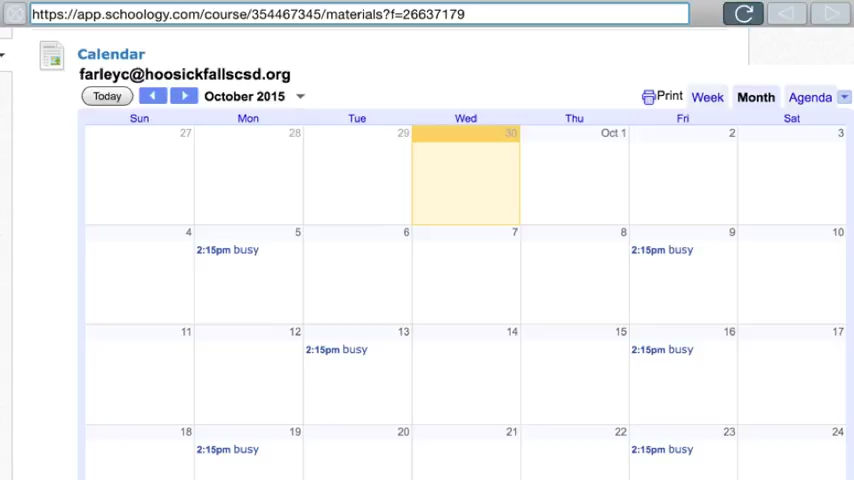 https://app.schoology.com/course/354467345/materials?f=26637179
Calendar
farleyc@hoosickfallscsd.org
Today October 2015 Print Week Month Agenda
Sun Mon Tue Wed Thu Fri Sat
27 28 29 30 Oct 1 2 3
4 5 6 7 8 9 10
2:15pm busy 2:15pm busy
11 12 13 14 15 16 17
2:15pm busy 2:15pm busy
18 19 20 21 22 23 24
2:15pm busy 2:15pm busy